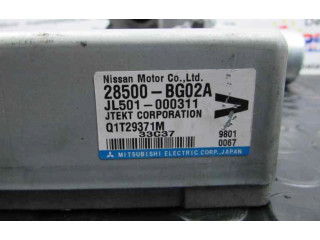 Nissan Motor Co.,Ltd.
28500-BG02A
JL501-000311
JTEKT CORPORATION
Q1T29371M
33C37
9801
0067
MITSUBISHI ELECTRIC CORP.JAPAN